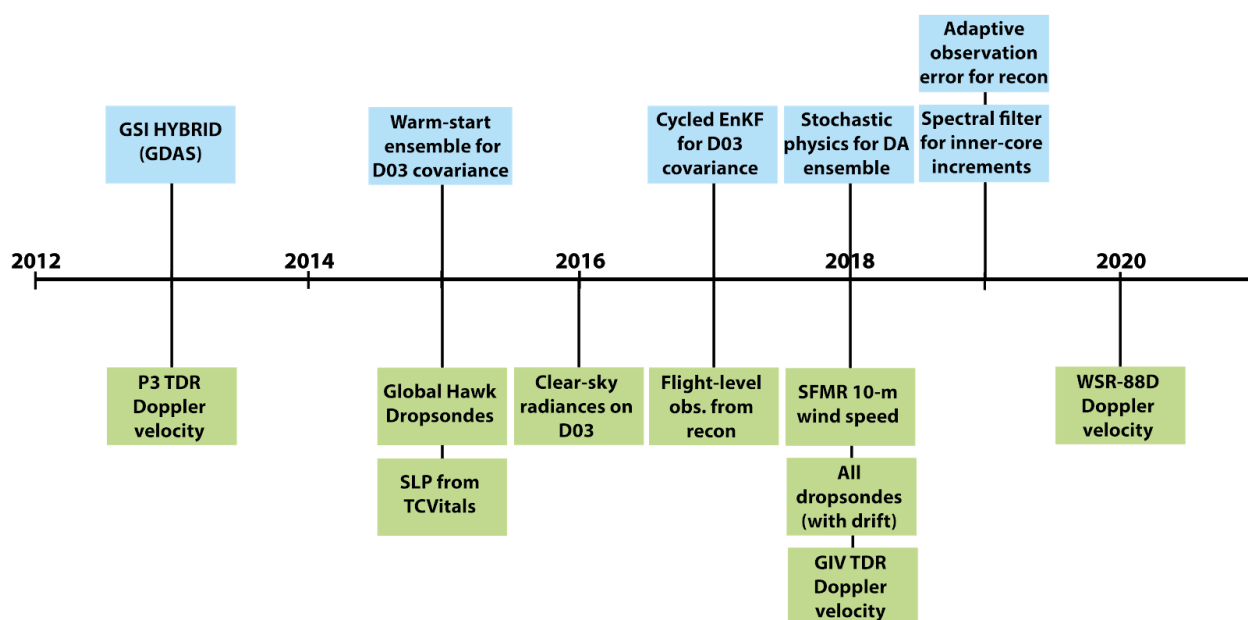 Adaptive
observation
error for recon
GSI HYBRID
(GDAS)
Warm-start
ensemble for
D03 covariance
Cycled EnKF
for D03
covariance
Stochastic
physics for DA
ensemble
Spectral filter
for inner-core
increments
2012
2014
2016
2018
2020
P3 TDR
Doppler
velocity
Global Hawk
Dropsondes
Clear-sky
radiances on
D03
Flight-level
obs. from
recon
SFMR 10-m
wind speed
WSR-88D
Doppler
velocity
SLP from
TCVitals
All
dropsondes
(with drift)
GIV TDR
Doppler
velocity